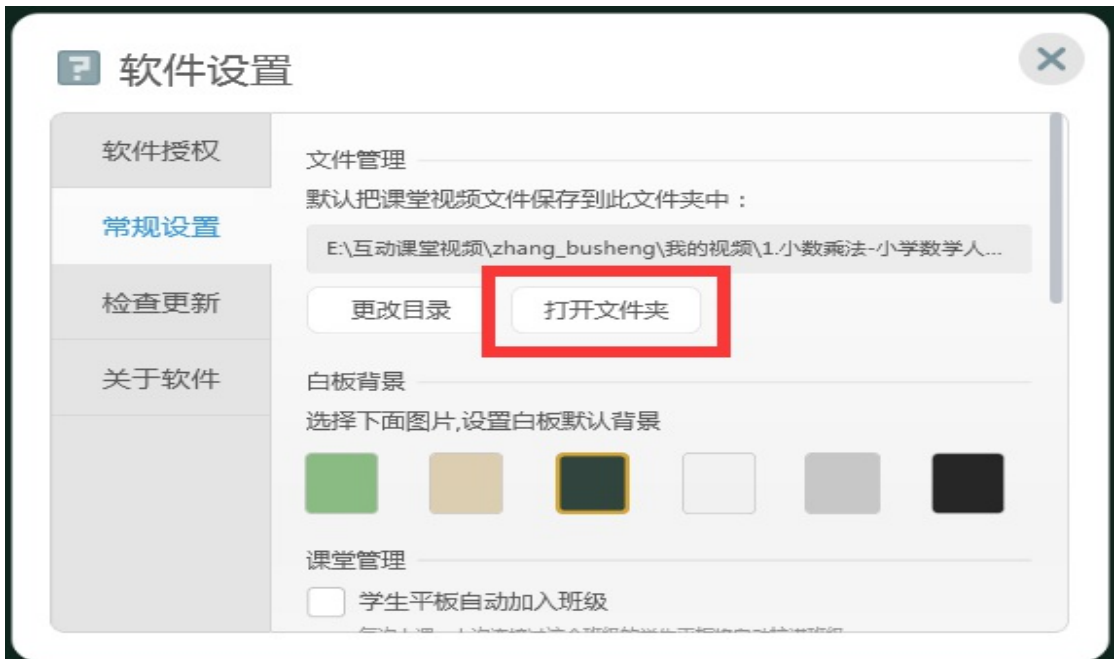 软件设置
软件授权
常规设置
检查更新
关于软件
文件管理
默认把课堂视频文件保存到此文件夹中：
E:\互动课堂视频\zhang_busheng\我的视频\1.小数乘法-小学数学人...
更改目录
打开文件夹
白板背景
选择下面图片,设置白板默认背景
课堂管理
学生平板自动加入班级